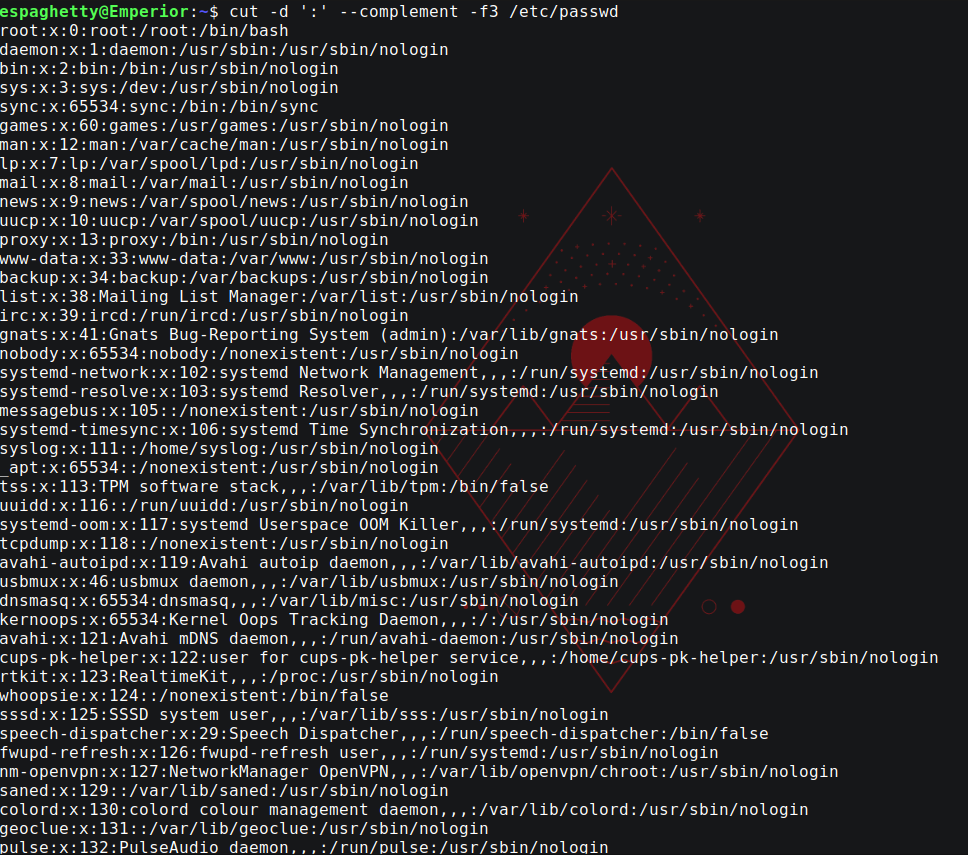 espaghetty@Emperior:~$ cut -d ':' --complement -f3 /etc/passwd
root:x:0:root:/root:/bin/bash
daemon:x:1:daemon:/usr/sbin:/usr/sbin/nologin
bin:x:2:bin:/bin:/usr/sbin/nologin
sys:x:3:sys:/dev:/usr/sbin/nologin
sync:x:65534:sync:/bin:/bin/sync
games:x:60:games:/usr/games:/usr/sbin/nologin
man:x:12:man:/var/cache/man:/usr/sbin/nologin
lp:x:7:lp:/var/spool/lpd:/usr/sbin/nologin
mail:x:8:mail:/var/mail:/usr/sbin/nologin
news:x:9:news:/var/spool/news:/usr/sbin/nologin
uucp:x:10:uucp:/var/spool/uucp:/usr/sbin/nologin
proxy:x:13:proxy:/bin:/usr/sbin/nologin
www-data:x:33:www-data:/var/www:/usr/sbin/nologin
backup:x:34:backup:/var/backups:/usr/sbin/nologin
list:x:38:Mailing List Manager:/var/list:/usr/sbin/nologin
irc:x:39:ircd:/run/ircd:/usr/sbin/nologin
gnats:x:41:Gnats Bug-Reporting System (admin):/var/lib/gnats:/usr/sbin/nologin
nobody:x:65534:nobody:/nonexistent:/usr/sbin/nologin
systemd-network:x:102:systemd Network Management,,,:/run/systemd:/usr/sbin/nologin
systemd-resolve:x:103:systemd Resolver,,,:/run/systemd:/usr/sbin/nologin
messagebus:x:105::/nonexistent:/usr/sbin/nologin
systemd-timesync:x:106:systemd Time Synchronization,,,:/run/systemd:/usr/sbin/nologin
syslog:x:111::/home/syslog:/usr/sbin/nologin
_apt:x:65534::/nonexistent:/usr/sbin/nologin
tss:x:113:TPM software stack,,,:/var/lib/tpm:/bin/false
uuidd:x:116::/run/uuidd:/usr/sbin/nologin
systemd-oom:x:117:systemd Userspace OOM Killer,,,:/run/systemd:/usr/sbin/nologin
tcpdump:x:118::/nonexistent:/usr/sbin/nologin
avahi-autoipd:x:119:Avahi autoip daemon,,,:/var/lib/avahi-autoipd:/usr/sbin/nologin
usbmux:x:46:usbmux daemon,,,:/var/lib/usbmux:/usr/sbin/nologin
dnsmasq:x:65534:dnsmasq,,,:/var/lib/misc:/usr/sbin/nologin
kernoops:x:65534:Kernel Oops Tracking Daemon,,,:/:/usr/sbin/nologin
avahi:x:121:Avahi mDNS daemon,,,:/run/avahi-daemon:/usr/sbin/nologin
cups-pk-helper:x:122:user for cups-pk-helper service,,,:/home/cups-pk-helper:/usr/sbin/nologin
rtkit:x:123:RealtimeKit,,,:/proc:/usr/sbin/nologin
whoopsie:x:124::/nonexistent:/bin/false
sssd:x:125:SSSD system user,,,:/var/lib/sss:/usr/sbin/nologin
speech-dispatcher:x:29:Speech Dispatcher,,,:/run/speech-dispatcher:/bin/false
fwupd-refresh:x:126:fwupd-refresh user,,,:/run/systemd:/usr/sbin/nologin
nm-openvpn:x:127:NetworkManager OpenVPN,,,:/var/lib/openvpn/chroot:/usr/sbin/nologin
saned:x:129::/var/lib/saned:/usr/sbin/nologin
colord:x:130:colord colour management daemon,,,:/var/lib/colord:/usr/sbin/nologin
geoclue:x:131::/var/lib/geoclue:/usr/sbin/nologin
pulse:x:132:PulseAudio daemon,,,:/run/pulse:/usr/sbin/nologin